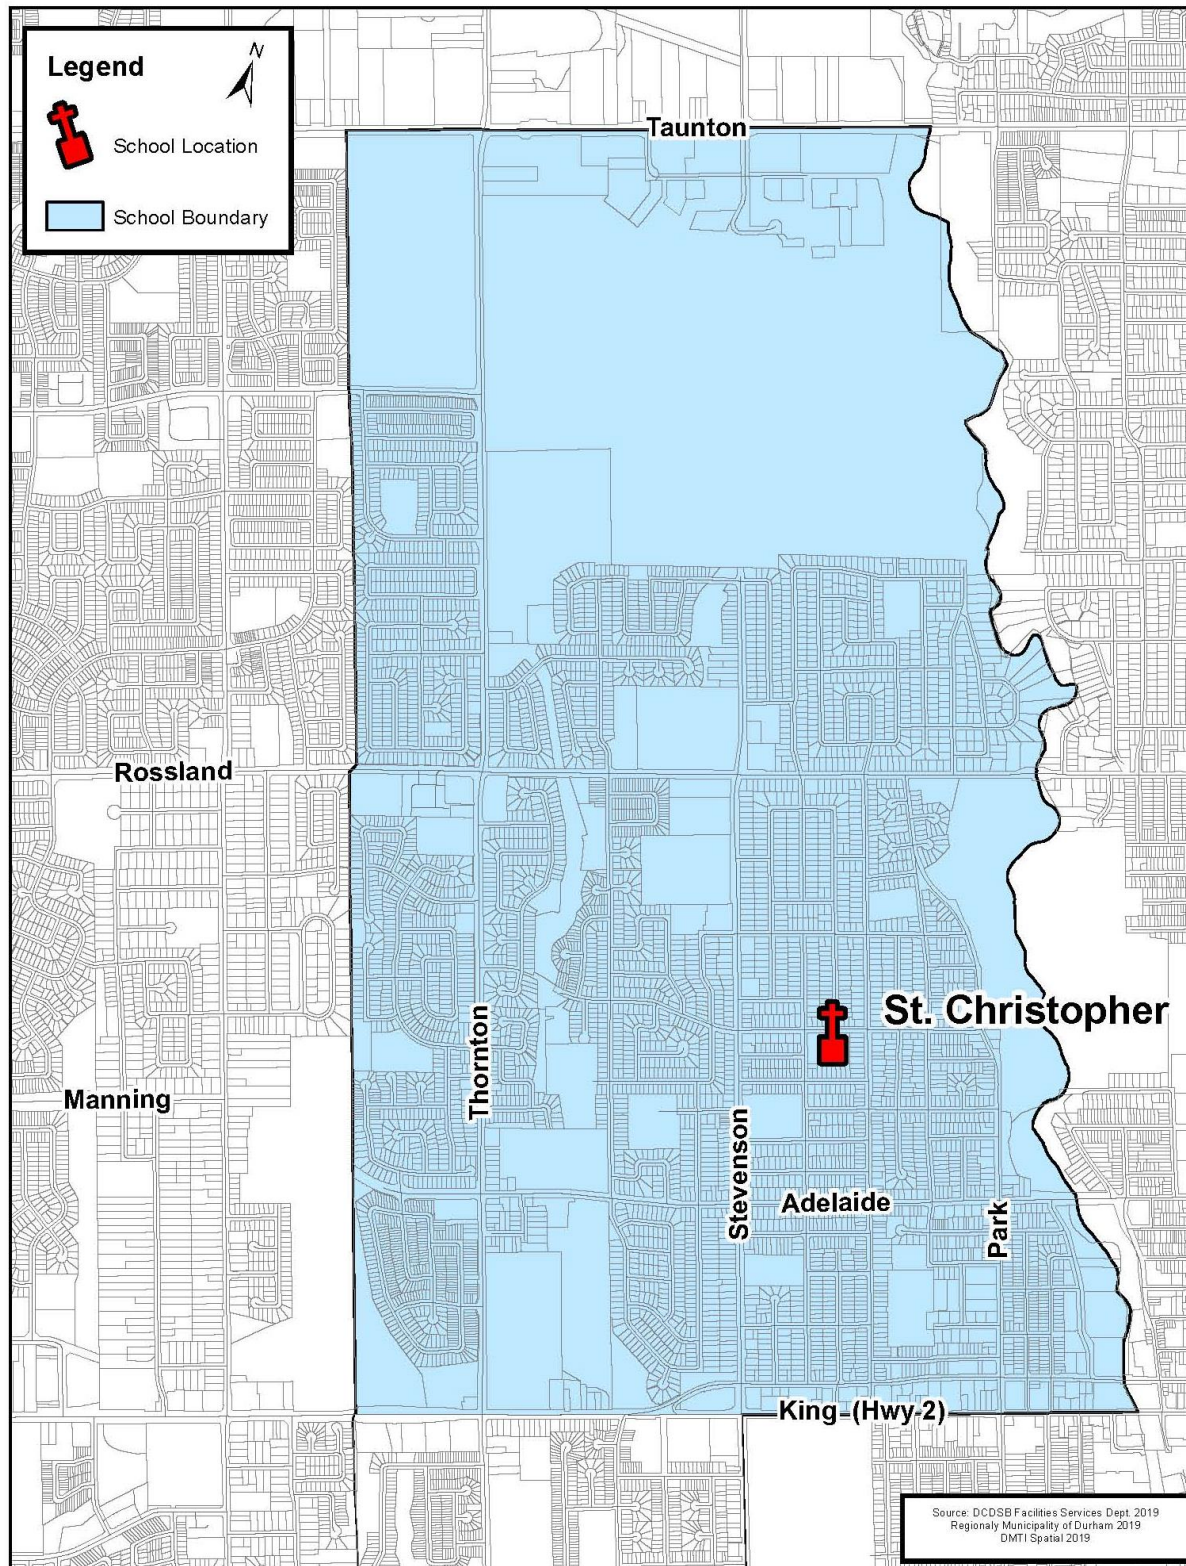 N
Legend
School Location
School Boundary
Taunton
Rossland
St. Christopher
Thornton
Manning
Stevenson
Adelaide
Park
King (Hwy 2)
Source: DCDSB Facilities Services Dept. 2019
Regionaly Municipality of Durham 2019
DMTI Spatial 2019